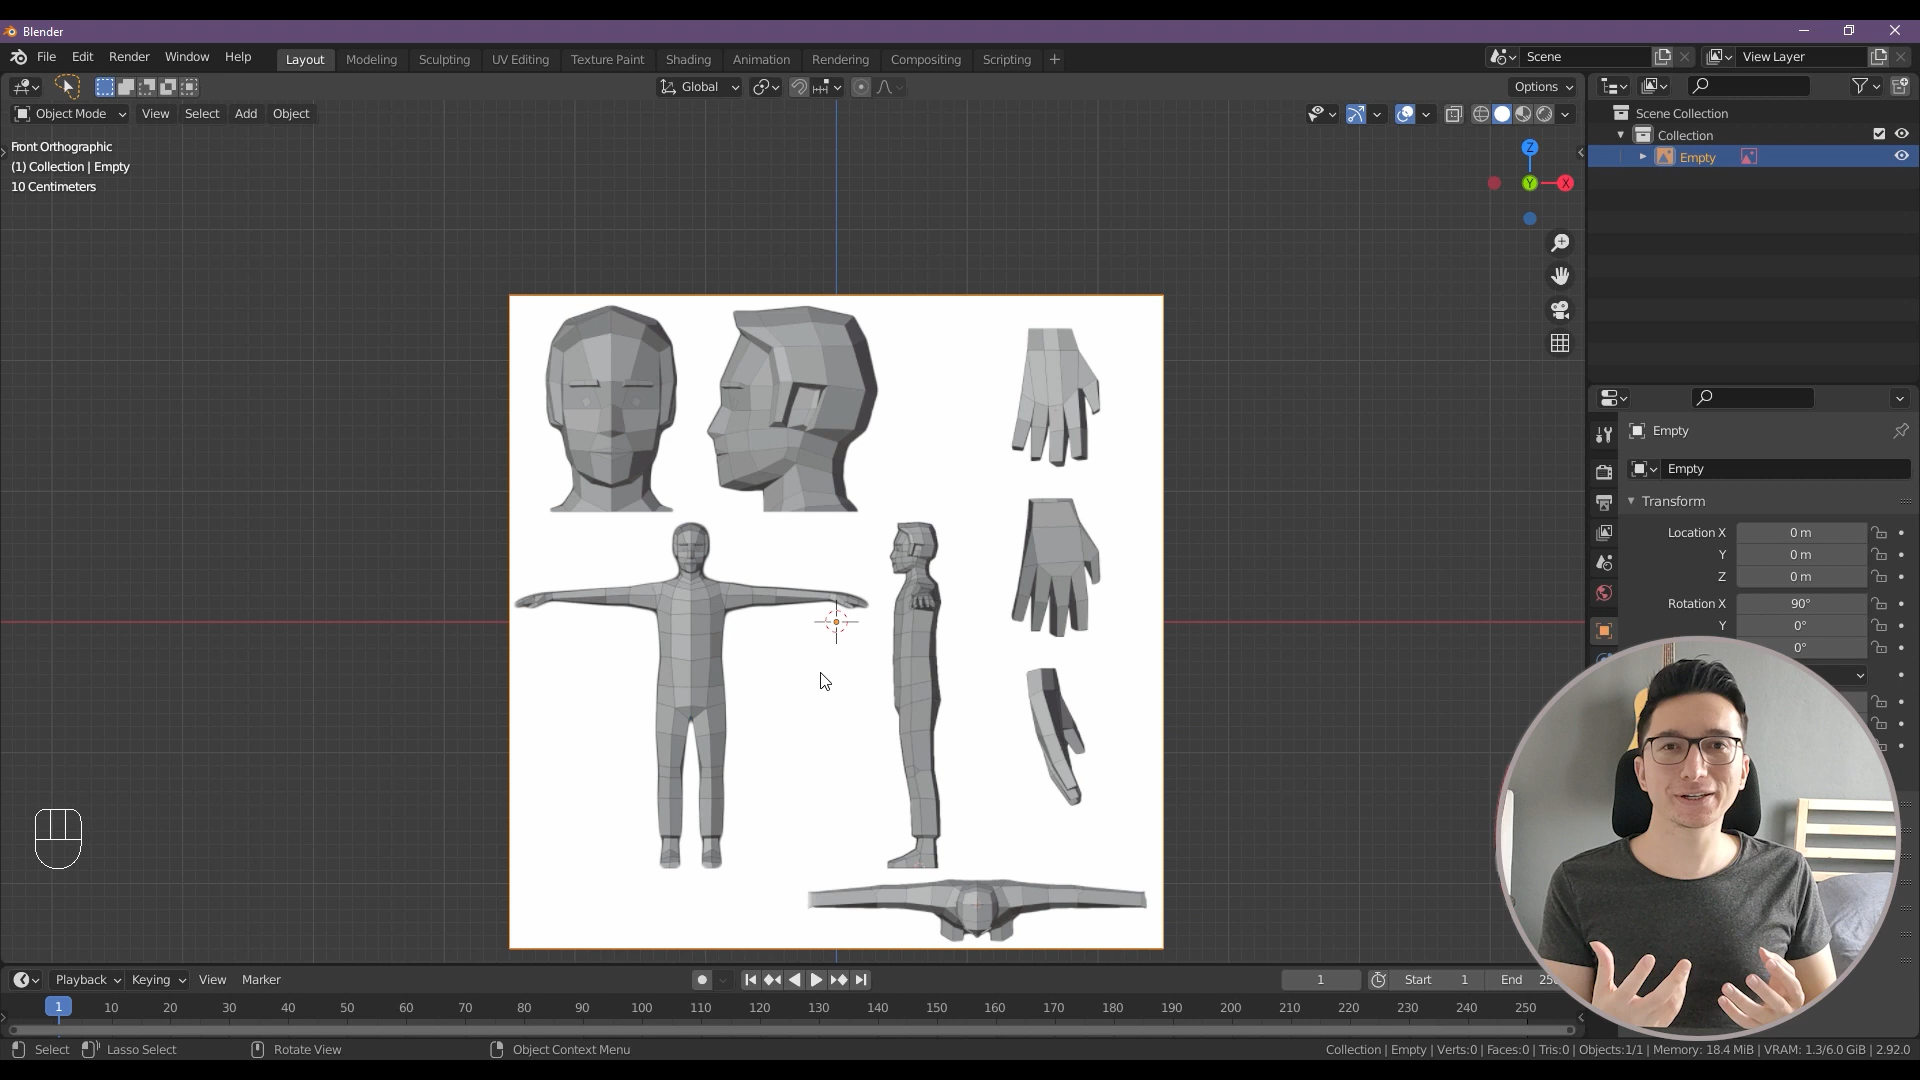 Blender
File Edit Render Window Help
Layout Modeling Sculpting UV Editing Texture Paint Shading Animation Rendering Compositing Scripting +
Scene
View Layer
Global
Options
Object Mode View Select Add Object
Front Orthographic
(1) Collection | Empty
10 Centimeters
Z
Y
X
Scene Collection
Collection
Empty
Empty
Empty
Transform
Location X 0 m
Y 0 m
Z 0 m
Rotation X 90°
Y 0°
0°
Playback Keying View Marker
1
Start 1
End
1 10 20 30 40 50 60 70 80 90 100 110 120 130 140 150 160 170 180 190 200 210 220 230 240 250
Select Lasso Select Rotate View Object Context Menu
Collection | Empty | Verts:0 | Faces:0 | Tris:0 | Objects:1/1 | Memory: 18.4 MiB | VRAM: 1.3/6.0 GiB | 2.92.0